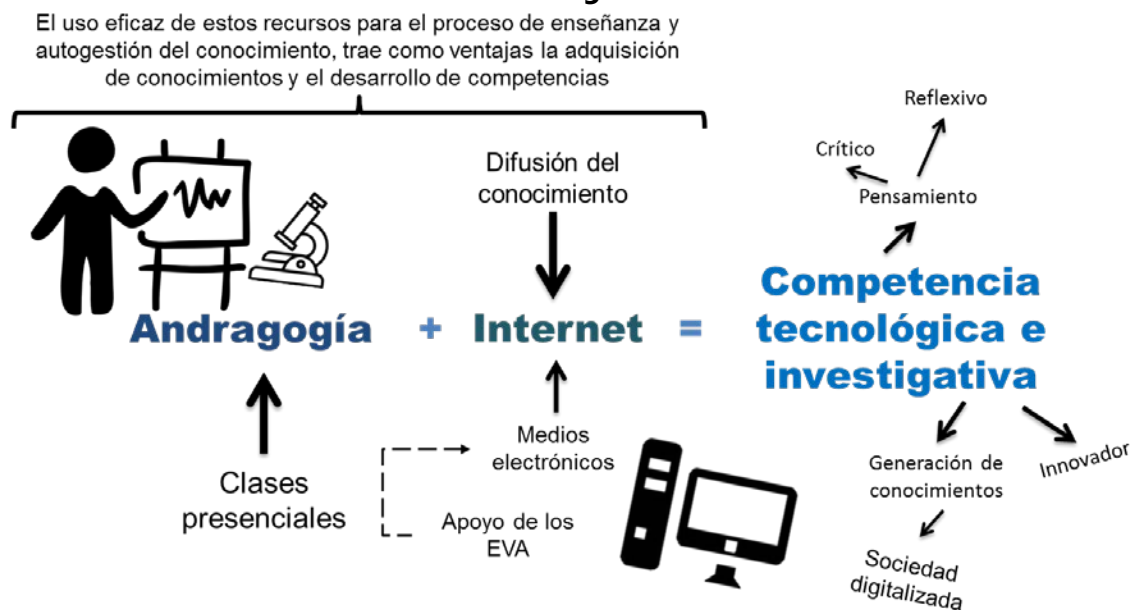 El uso eficaz de estos recursos para el proceso de enseñanza y
autogestión del conocimiento, trae como ventajas la adquisición
de conocimientos y el desarrollo de competencias
Reflexivo
Crítico
Pensamiento
Difusión del
conocimiento
Andragogía + Internet =
Competencia
tecnológica e
investigativa
Clases
presenciales
Medios
electrónicos
Apoyo de los
EVA
Generación de
conocimientos
Innovador
Sociedad
digitalizada